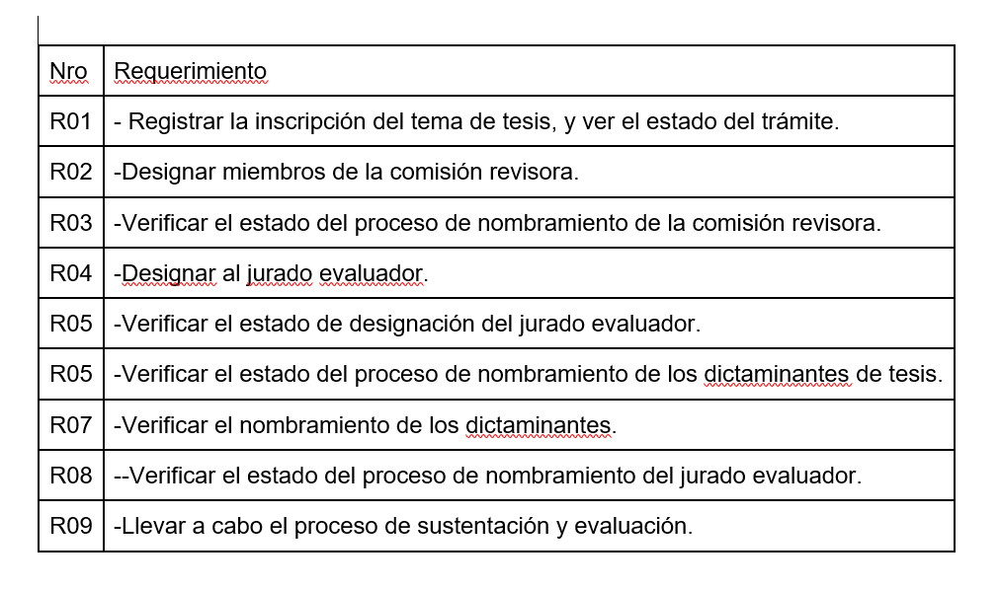 Nro Requerimiento
R01 - Registrar la inscripción del tema de tesis, y ver el estado del trámite.
R02 -Designar miembros de la comisión revisora.
R03 -Verificar el estado del proceso de nombramiento de la comisión revisora.
R04 -Designar al jurado evaluador.
R05 -Verificar el estado de designación del jurado evaluador.
R05 -Verificar el estado del proceso de nombramiento de los dictaminantes de tesis.
R07 -Verificar el nombramiento de los dictaminantes.
R08 --Verificar el estado del proceso de nombramiento del jurado evaluador.
R09 -Llevar a cabo el proceso de sustentación y evaluación.